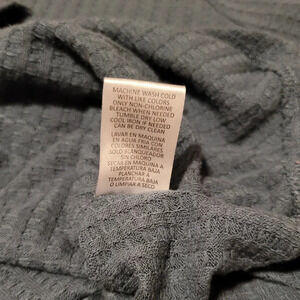 MACHINE WASH COLD
WITH LIKE COLORS
ONLY NON-CHLORINE
BLEACH WHEN NEEDED
TUMBLE DRY LOW
COOL IRON IF NEEDED
CAN BE DRY CLEAN
LAVAR EN MAQUINA
EN AGUA FRIA CON
COLORES SIMILARES
SOLO BLANQUEADOR
SIN CHLORO
SECAR EN MAQUINA A
TEMPERATURA BAJA
PLANCHAR A
TEMPERATURA BAJA
O LIMPIAR A SECO